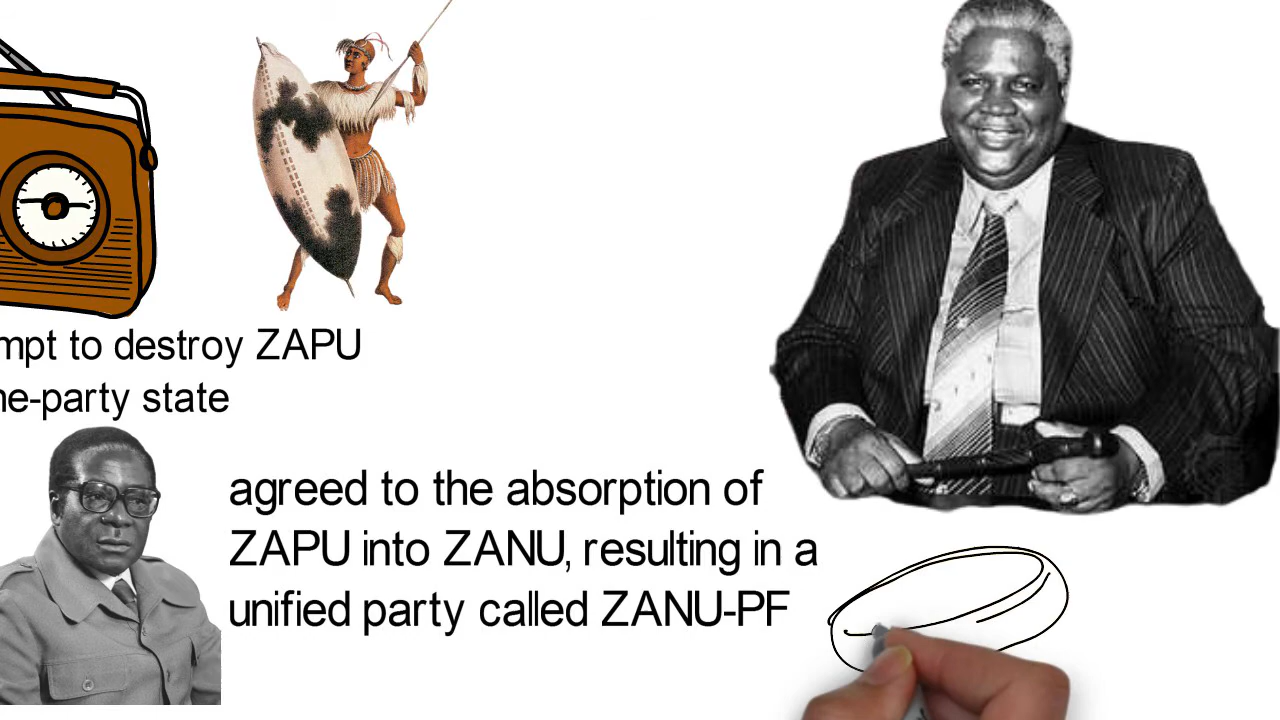 mpt to destroy ZAPU
ne-party state
agreed to the absorption of
ZAPU into ZANU, resulting in a
unified party called ZANU-PF